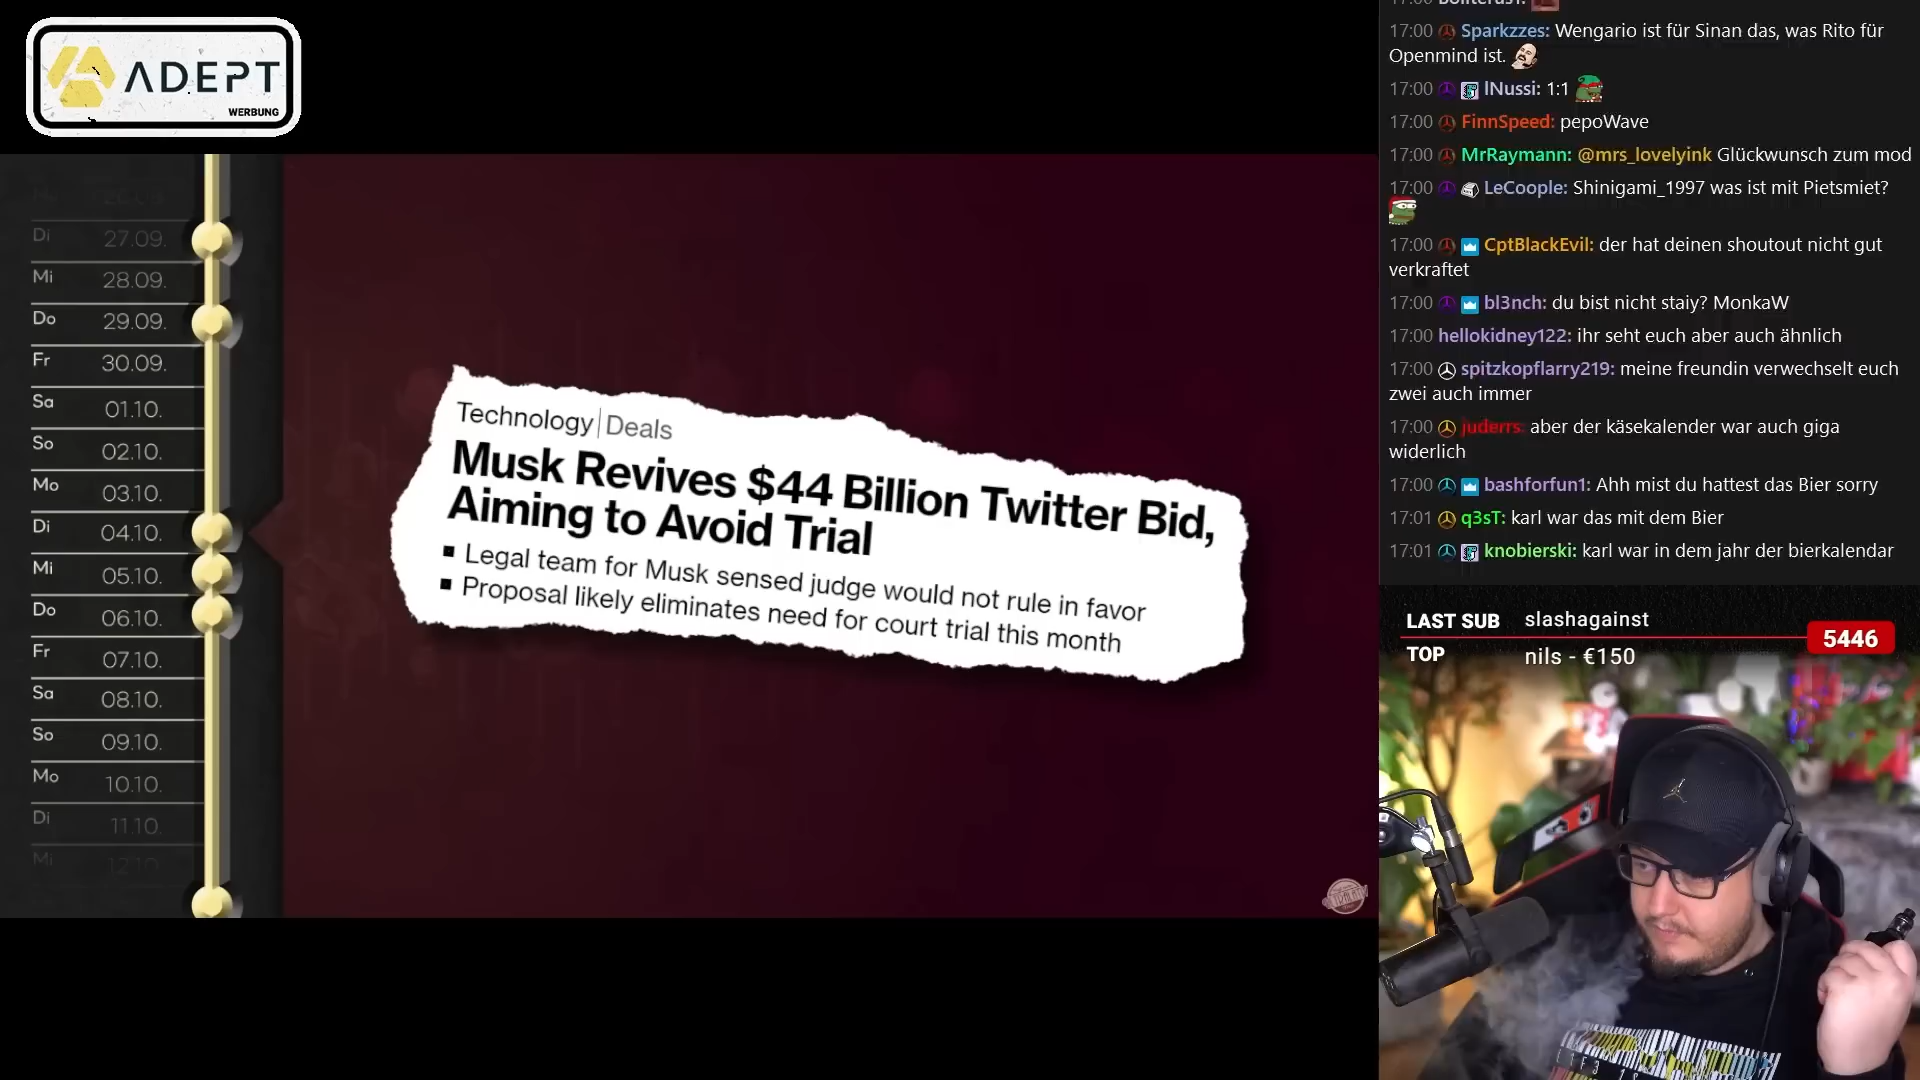 ADEPT
WERBUNG
Di 27.09.
Mi 28.09.
Do 29.09.
Fr 30.09.
Sa 01.10.
So 02.10.
Mo 03.10.
Di 04.10.
Mi 05.10.
Do 06.10.
Fr 07.10.
Sa 08.10.
So 09.10.
Mo 10.10.
Di 11.10.
Mi 12.10.
Technology|Deals
Musk Revives $44 Billion Twitter Bid,
Aiming to Avoid Trial
Legal team for Musk sensed judge would not rule in favor
Proposal likely eliminates need for court trial this month
17:00 Sparkzzes: Wengario ist für Sinan das, was Rito für
Openmind ist.
17:00 lNussi: 1:1
17:00 FinnSpeed: pepoWave
17:00 MrRaymann: @mrs_lovelyink Glückwunsch zum mod
17:00 LeCoople: Shinigami_1997 was ist mit Pietsmiet?
17:00 CptBlackEvil: der hat deinen shoutout nicht gut
verkraftet
17:00 bl3nch: du bist nicht staiy? MonkaW
17:00 hellokidney122: ihr seht euch aber auch ähnlich
17:00 spitzkopflarry219: meine freundin verwechselt euch
zwei auch immer
17:00 juderrs: aber der käsekalender war auch giga
widerlich
17:00 bashforfun1: Ahh mist du hattest das Bier sorry
17:01 q3sT: karl war das mit dem Bier
17:01 knobierski: karl war in dem jahr der bierkalendar
LAST SUB slashagainst
5446
TOP nils - €150